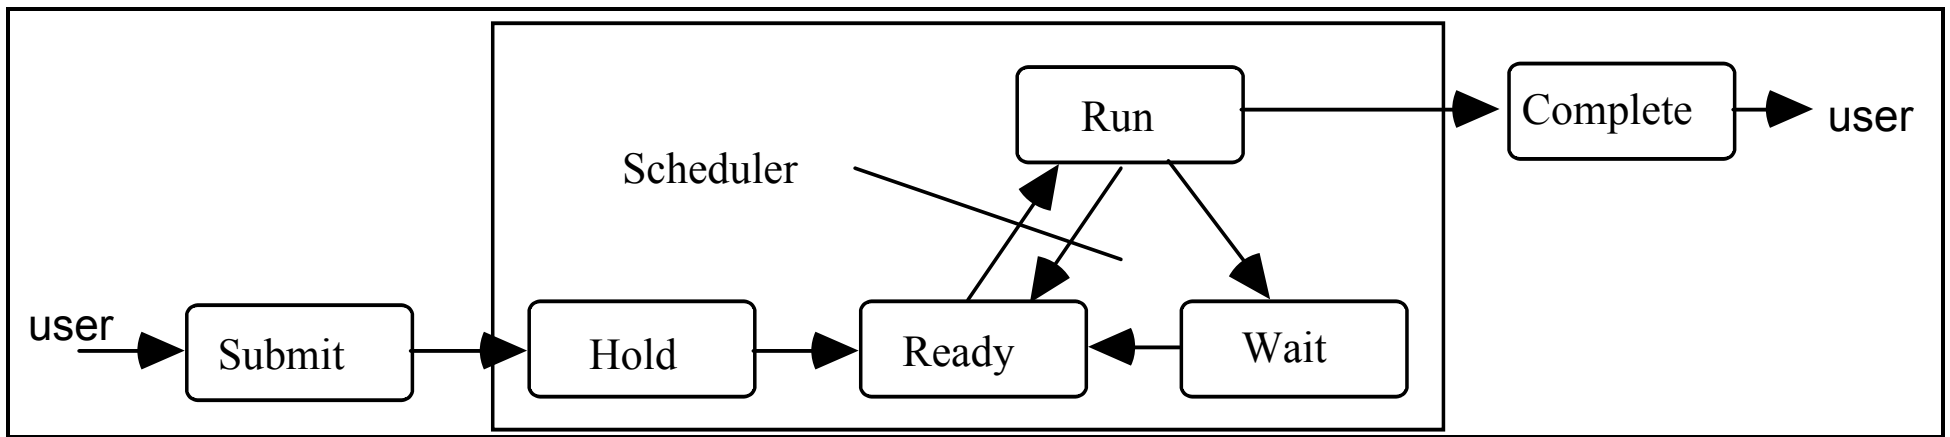 Run
Complete
user
Scheduler
user
Submit
Hold
Ready
Wait